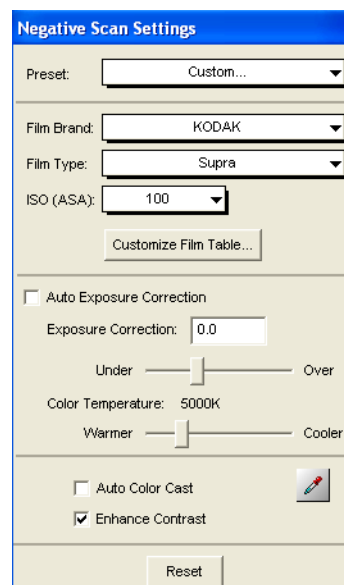 Negative Scan Settings
Preset: Custom...
Film Brand: KODAK
Film Type: Supra
ISO (ASA): 100
Customize Film Table...
Auto Exposure Correction
Exposure Correction: 0.0
Under Over
Color Temperature: 5000K
Warmer Cooler
Auto Color Cast
Enhance Contrast
Reset